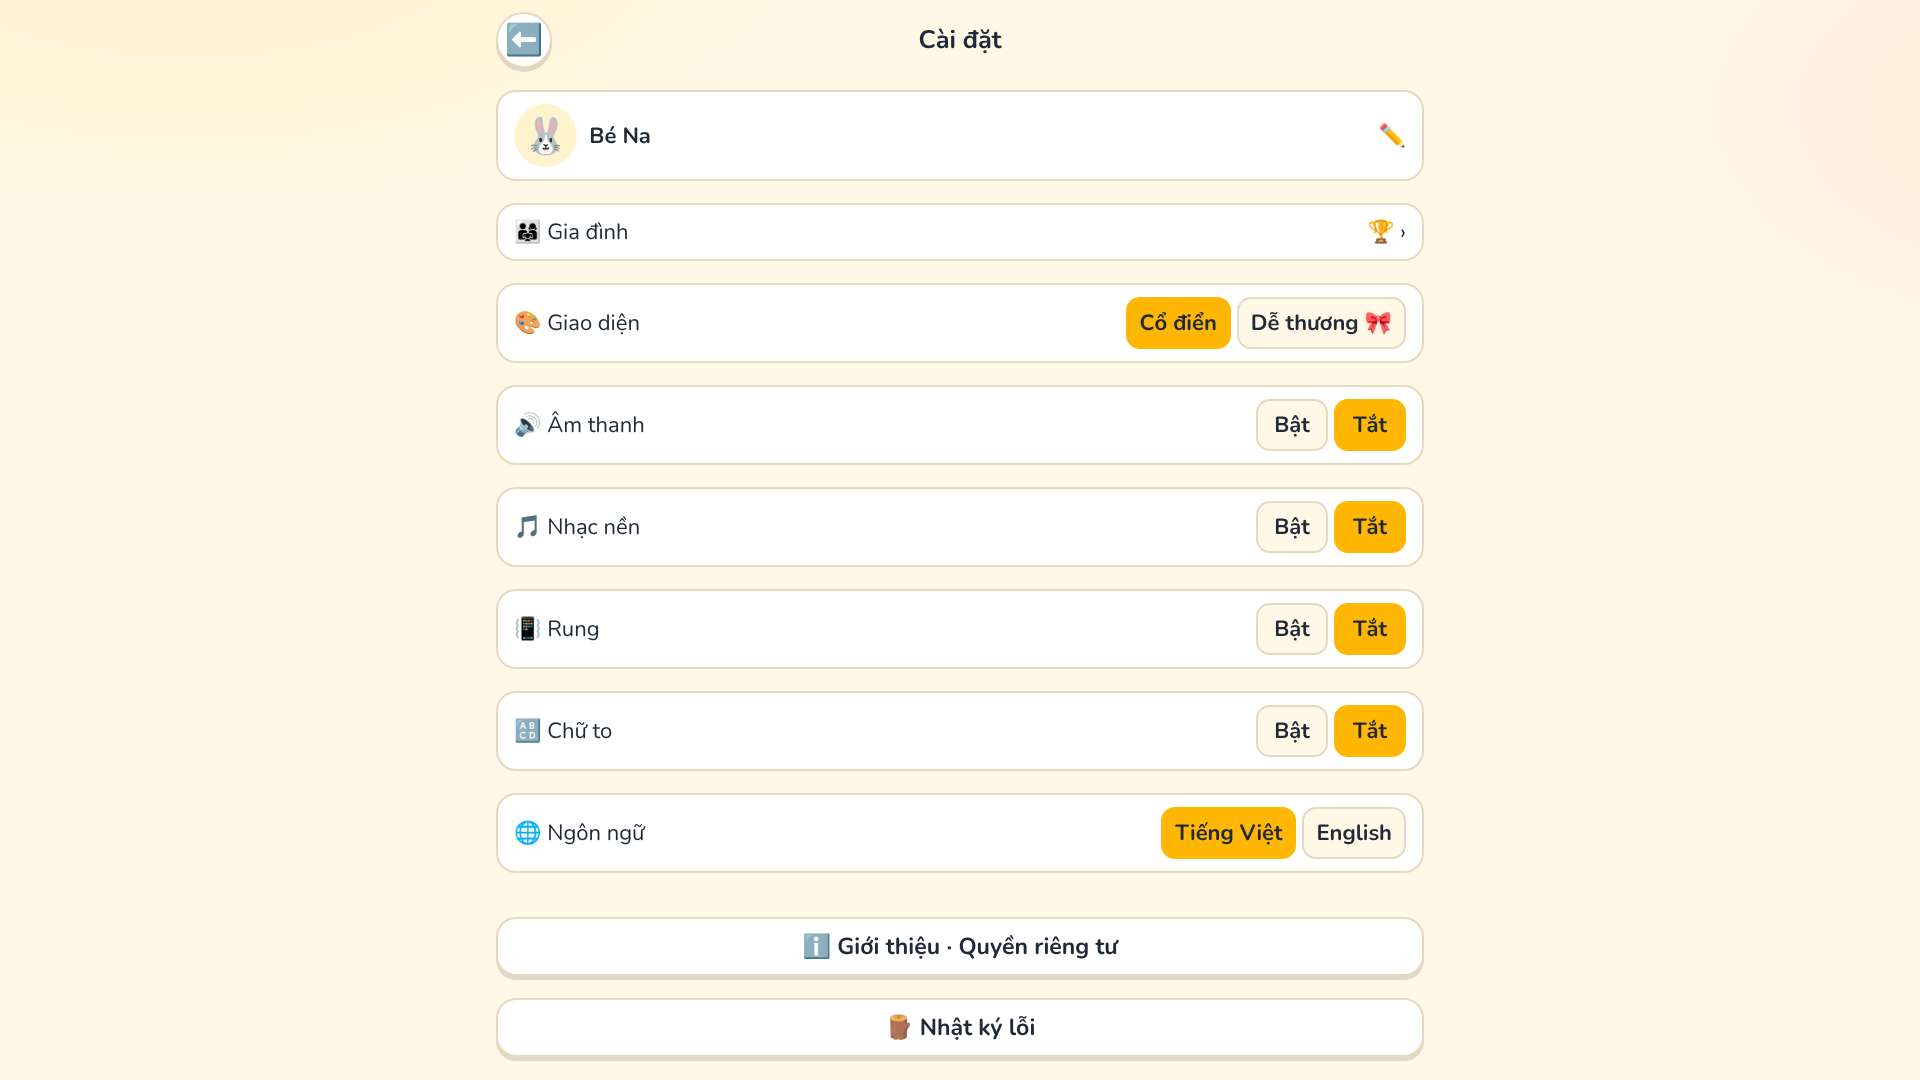 Cài đặt
Bé Na
Gia đình ›
Giao diện Cổ điển Dễ thương
Âm thanh Bật Tắt
Nhạc nền Bật Tắt
Rung Bật Tắt
Chữ to Bật Tắt
Ngôn ngữ Tiếng Việt English
Giới thiệu · Quyền riêng tư
Nhật ký lỗi